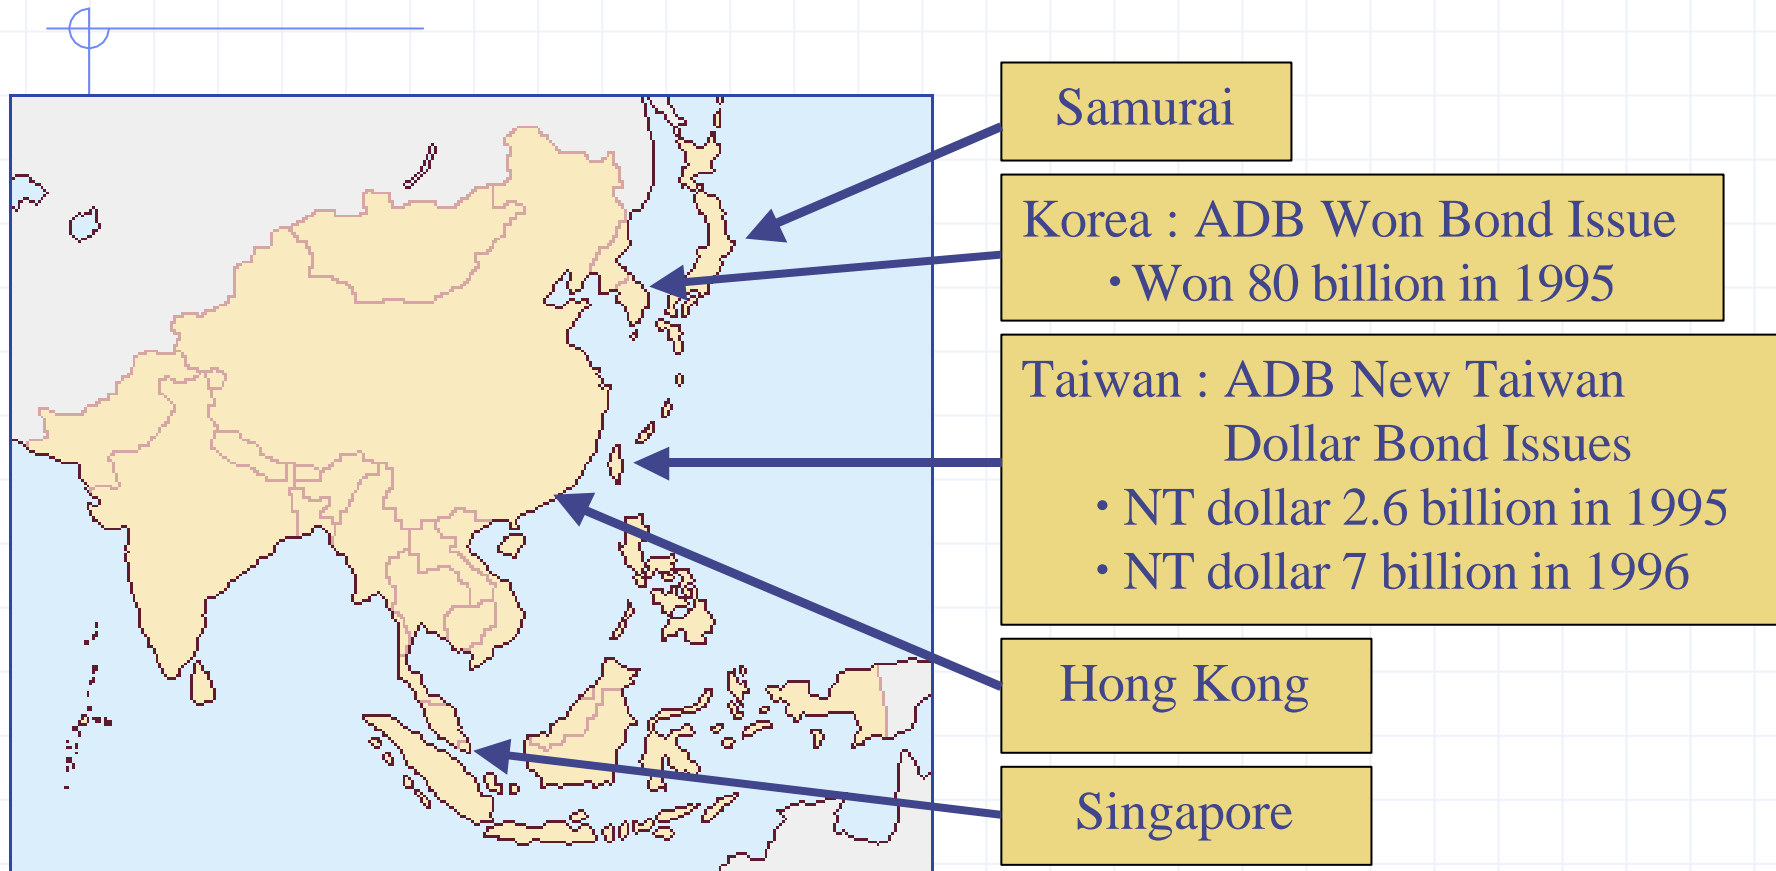 Samurai
Korea : ADB Won Bond Issue
・Won 80 billion in 1995
Taiwan : ADB New Taiwan
Dollar Bond Issues
・NT dollar 2.6 billion in 1995
・NT dollar 7 billion in 1996
Hong Kong
Singapore